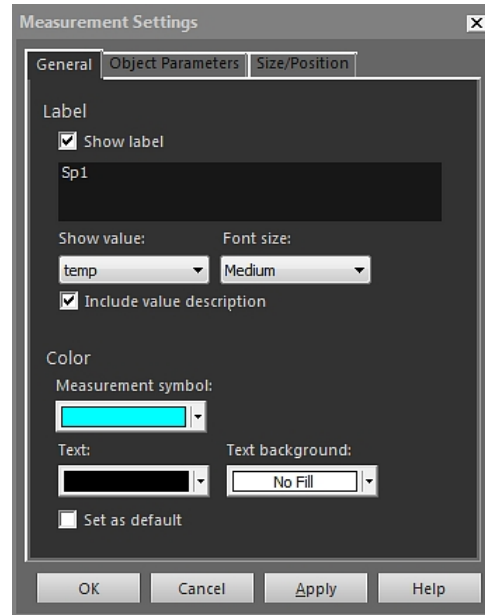 Measurement Settings
General Object Parameters Size/Position
Label
Show label
Sp1
Show value: Font size:
temp Medium
Include value description
Color
Measurement symbol:
Text: Text background:
No Fill
Set as default
OK Cancel Apply Help